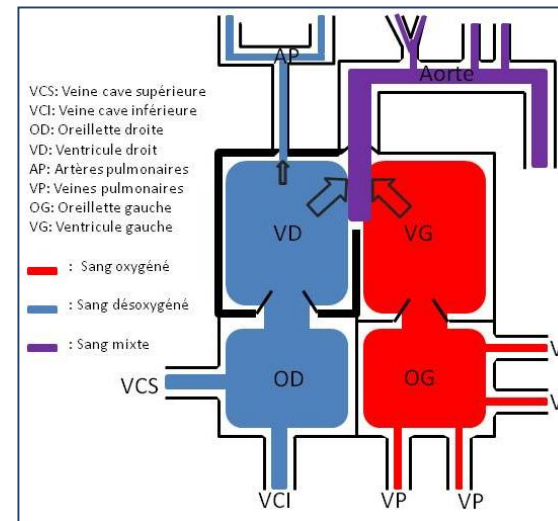 AP
Aorte
VCS: Veine cave supérieure
VCI: Veine cave inférieure
OD: Oreillette droite
VD: Ventricule droit
AP: Artères pulmonaires
VP: Veines pulmonaires
OG: Oreillette gauche
VG: Ventricule gauche
: Sang oxygéné
: Sang désoxygéné
: Sang mixte
VD
VG
OD
OG
VCS
VCI
VP
VP